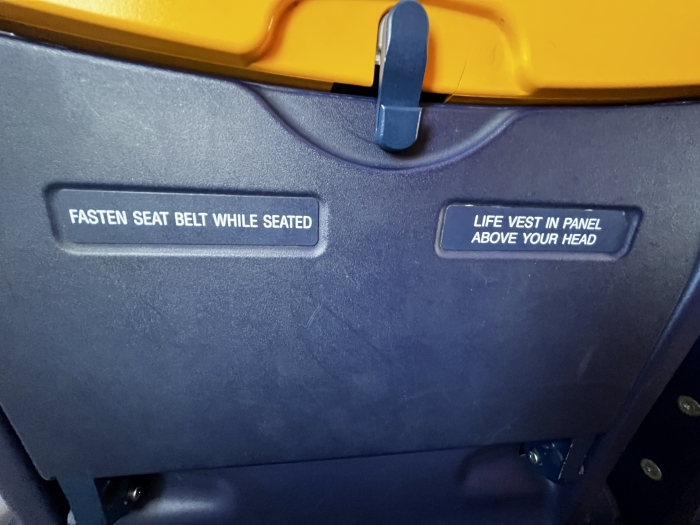 FASTEN SEAT BELT WHILE SEATED
LIFE VEST IN PANEL
ABOVE YOUR HEAD